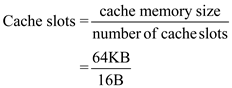 Cache slots = cache memory size / number of cache slots
= 64KB / 16B